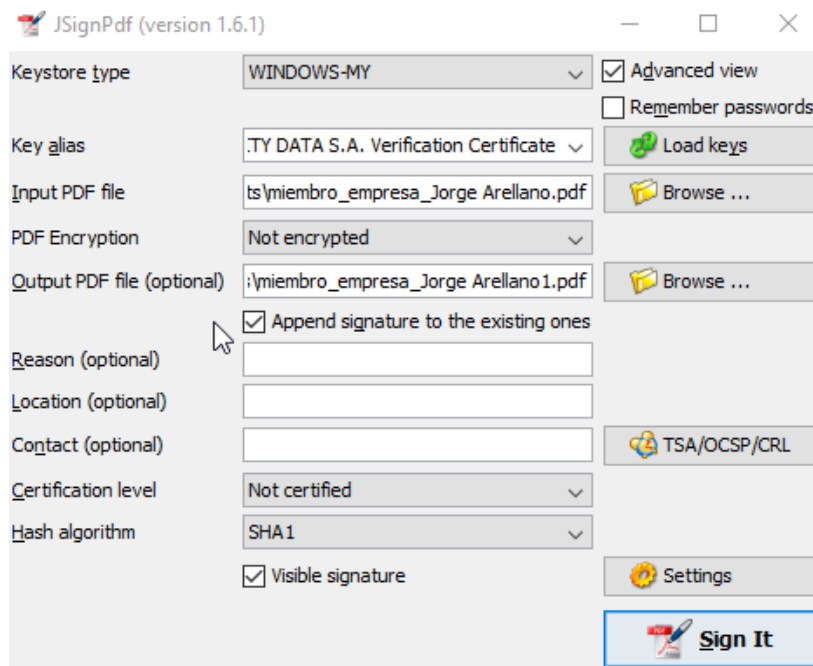 JSignPdf (version 1.6.1)
Keystore type WINDOWS-MY Advanced view
Remember passwords
Key alias TY DATA S.A. Verification Certificate Load keys
Input PDF file ts\miembro_empresa_Jorge Arellano.pdf Browse ...
PDF Encryption Not encrypted
Output PDF file (optional) \miembro_empresa_Jorge Arellano1.pdf Browse ...
Append signature to the existing ones
Reason (optional)
Location (optional)
Contact (optional) TSA/OCSP/CRL
Certification level Not certified
Hash algorithm SHA1
Visible signature Settings
Sign It